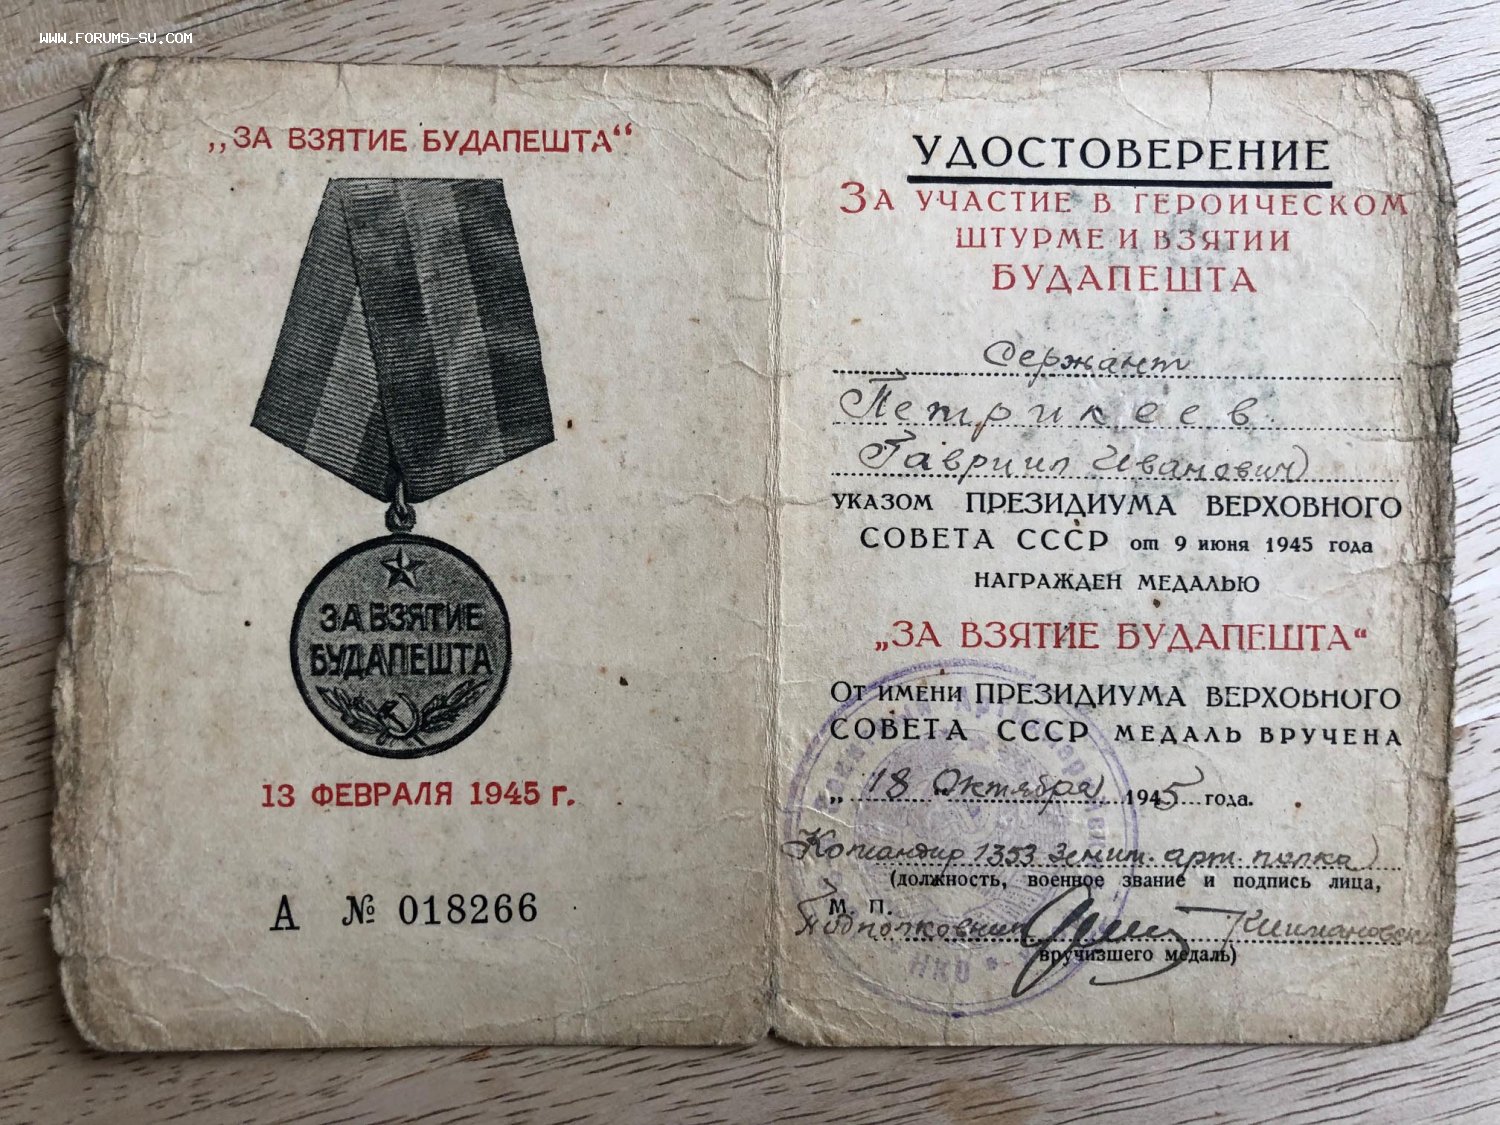 WWW.FORUMS-SU.COM
„ЗА ВЗЯТИЕ БУДАПЕШТА“
ЗА ВЗЯТИЕ
БУДАПЕШТА
13 ФЕВРАЛЯ 1945 г.
А № 018266
УДОСТОВЕРЕНИЕ
ЗА УЧАСТИЕ В ГЕРОИЧЕСКОМ
ШТУРМЕ И ВЗЯТИИ
БУДАПЕШТА
Сержант
Петрикеев
Гавриил Иванович
УКАЗОМ ПРЕЗИДИУМА ВЕРХОВНОГО
СОВЕТА СССР от 9 июня 1945 года
НАГРАЖДЕН МЕДАЛЬЮ
„ЗА ВЗЯТИЕ БУДАПЕШТА“
ОТ ИМЕНИ ПРЕЗИДИУМА ВЕРХОВНОГО
СОВЕТА СССР МЕДАЛЬ ВРУЧЕНА
„18 " Октября 1945 года.
Командир 1353 зенит. арт. полка
(должность, военное звание и подпись лица,
М. П.
Подполковник
вручившего медаль)
НКО